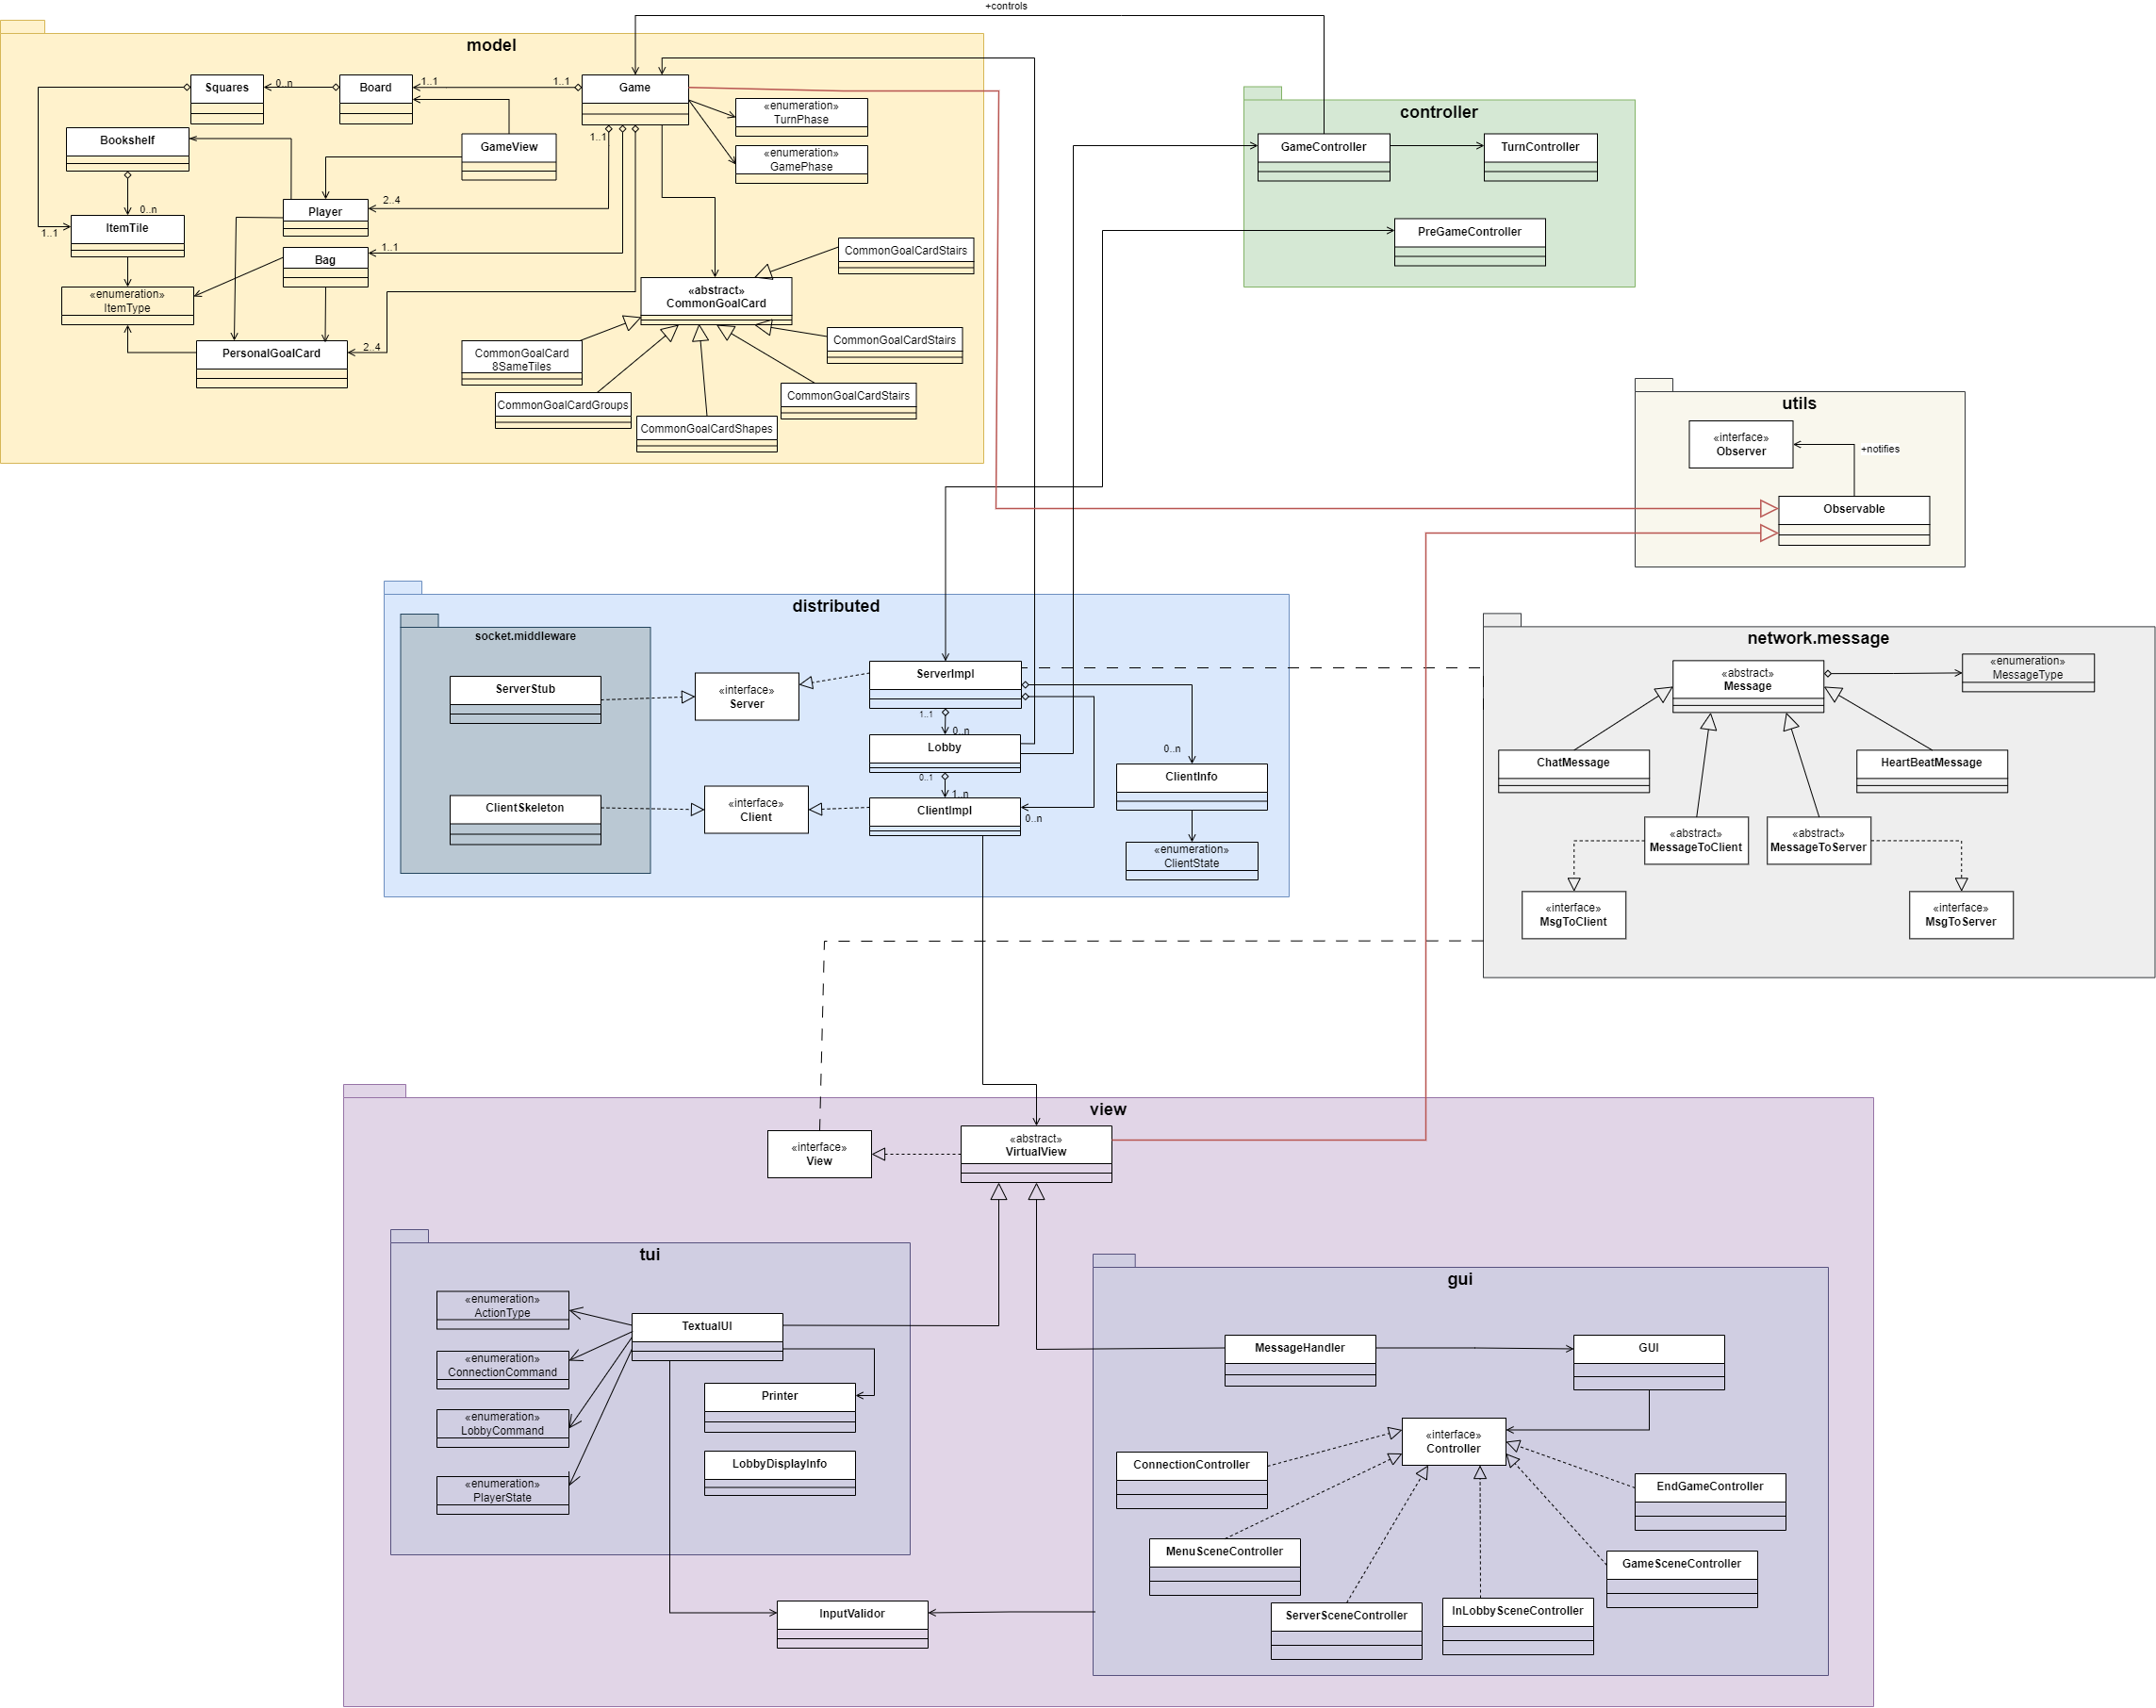 +controls
model
Squares
0..n
Board
1..1
1..1
Game
«enumeration»
TurnPhase
Bookshelf
GameView
1..1
«enumeration»
GamePhase
0..n
Player
2..4
ItemTile
1..1
Bag
1..1
CommonGoalCardStairs
«enumeration»
ItemType
«abstract»
CommonGoalCard
PersonalGoalCard
2..4
CommonGoalCard
8SameTiles
CommonGoalCardStairs
CommonGoalCardGroups
CommonGoalCardStairs
CommonGoalCardShapes
controller
GameController
TurnController
PreGameController
utils
«interface»
Observer
+notifies
Observable
distributed
socket.middleware
ServerStub
«interface»
Server
ServerImpl
1..1
0..n
Lobby
0..n
0..1
1..n
ClientInfo
ClientSkeleton
«interface»
Client
ClientImpl
0..n
«enumeration»
ClientState
network.message
«abstract»
Message
«enumeration»
MessageType
ChatMessage
HeartBeatMessage
«abstract»
MessageToClient
«abstract»
MessageToServer
«interface»
MsgToClient
«interface»
MsgToServer
view
«interface»
View
«abstract»
VirtualView
tui
«enumeration»
ActionType
TextualUI
«enumeration»
ConnectionCommand
Printer
«enumeration»
LobbyCommand
LobbyDisplayInfo
«enumeration»
PlayerState
gui
MessageHandler
GUI
«interface»
Controller
ConnectionController
EndGameController
MenuSceneController
GameSceneController
ServerSceneController
InLobbySceneController
InputValidor